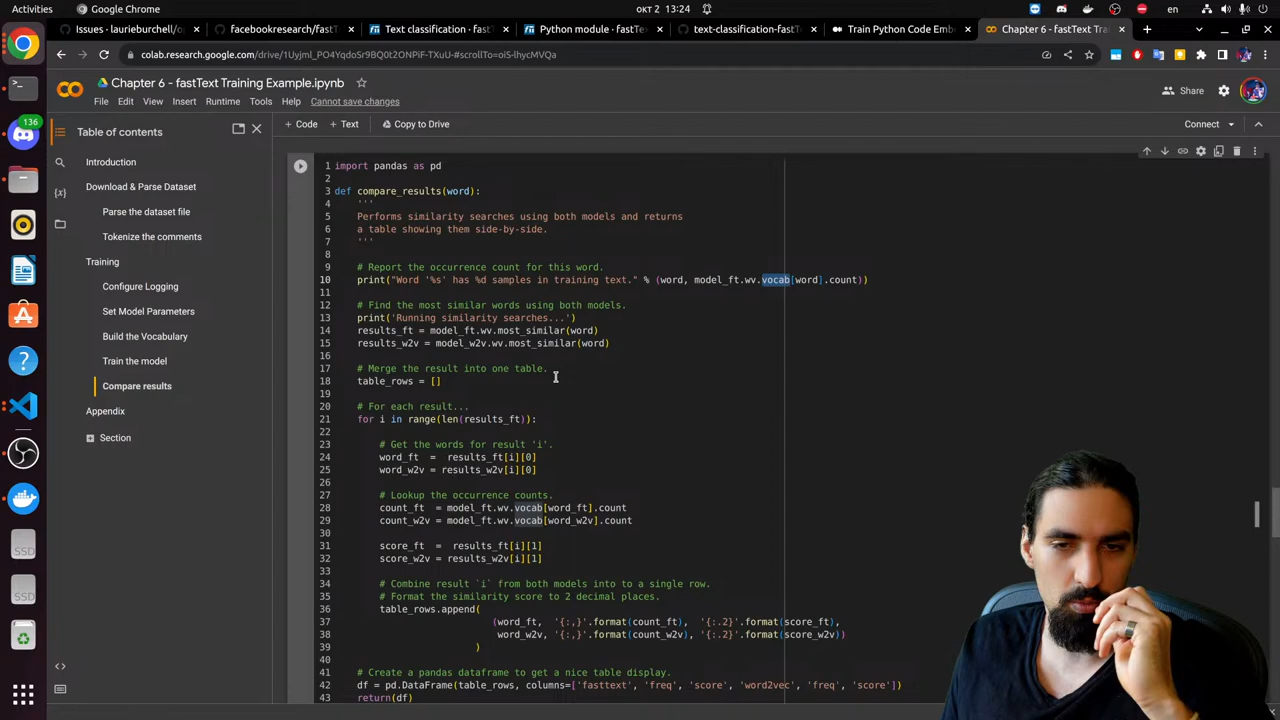 Activities
Google Chrome
окт 2 13:24
en
Issues · laurieburchell/o
facebookresearch/fast
Text classification · fast
Python module · fastTe
text-classification-fast
Train Python Code Emb
Chapter 6 - fastText Tra
colab.research.google.com/drive/1Uyjml_PO4YqdoSr9BQ0t2ONPiF-TXuU-#scrollTo=oiS-lhycMVQa
Chapter 6 - fastText Training Example.ipynb
File Edit View Insert Runtime Tools Help Cannot save changes
Share
136
Table of contents
+ Code + Text Copy to Drive
Connect
Introduction
Download & Parse Dataset
Parse the dataset file
Tokenize the comments
Training
Configure Logging
Set Model Parameters
Build the Vocabulary
Train the model
Compare results
Appendix
Section
SSD
SSD
1 import pandas as pd
2
3 def compare_results(word):
4     '''
5     Performs similarity searches using both models and returns
6     a table showing them side-by-side.
7     '''
8
9     # Report the occurrence count for this word.
10     print("Word '%s' has %d samples in training text." % (word, model_ft.wv.vocab[word].count))
11
12     # Find the most similar words using both models.
13     print('Running similarity searches...')
14     results_ft = model_ft.wv.most_similar(word)
15     results_w2v = model_w2v.wv.most_similar(word)
16
17     # Merge the result into one table.
18     table_rows = []
19
20     # For each result...
21     for i in range(len(results_ft)):
22
23         # Get the words for result 'i'.
24         word_ft  =  results_ft[i][0]
25         word_w2v = results_w2v[i][0]
26
27         # Lookup the occurrence counts.
28         count_ft  = model_ft.wv.vocab[word_ft].count
29         count_w2v = model_ft.wv.vocab[word_w2v].count
30
31         score_ft  =  results_ft[i][1]
32         score_w2v = results_w2v[i][1]
33
34         # Combine result `i` from both models into to a single row.
35         # Format the similarity score to 2 decimal places.
36         table_rows.append(
37                             (word_ft,  '{:,}'.format(count_ft),  '{:.2}'.format(score_ft),
38                              word_w2v, '{:,}'.format(count_w2v), '{:.2}'.format(score_w2v))
39                          )
40
41     # Create a pandas dataframe to get a nice table display.
42     df = pd.DataFrame(table_rows, columns=['fasttext', 'freq', 'score', 'word2vec', 'freq', 'score'])
43     return(df)